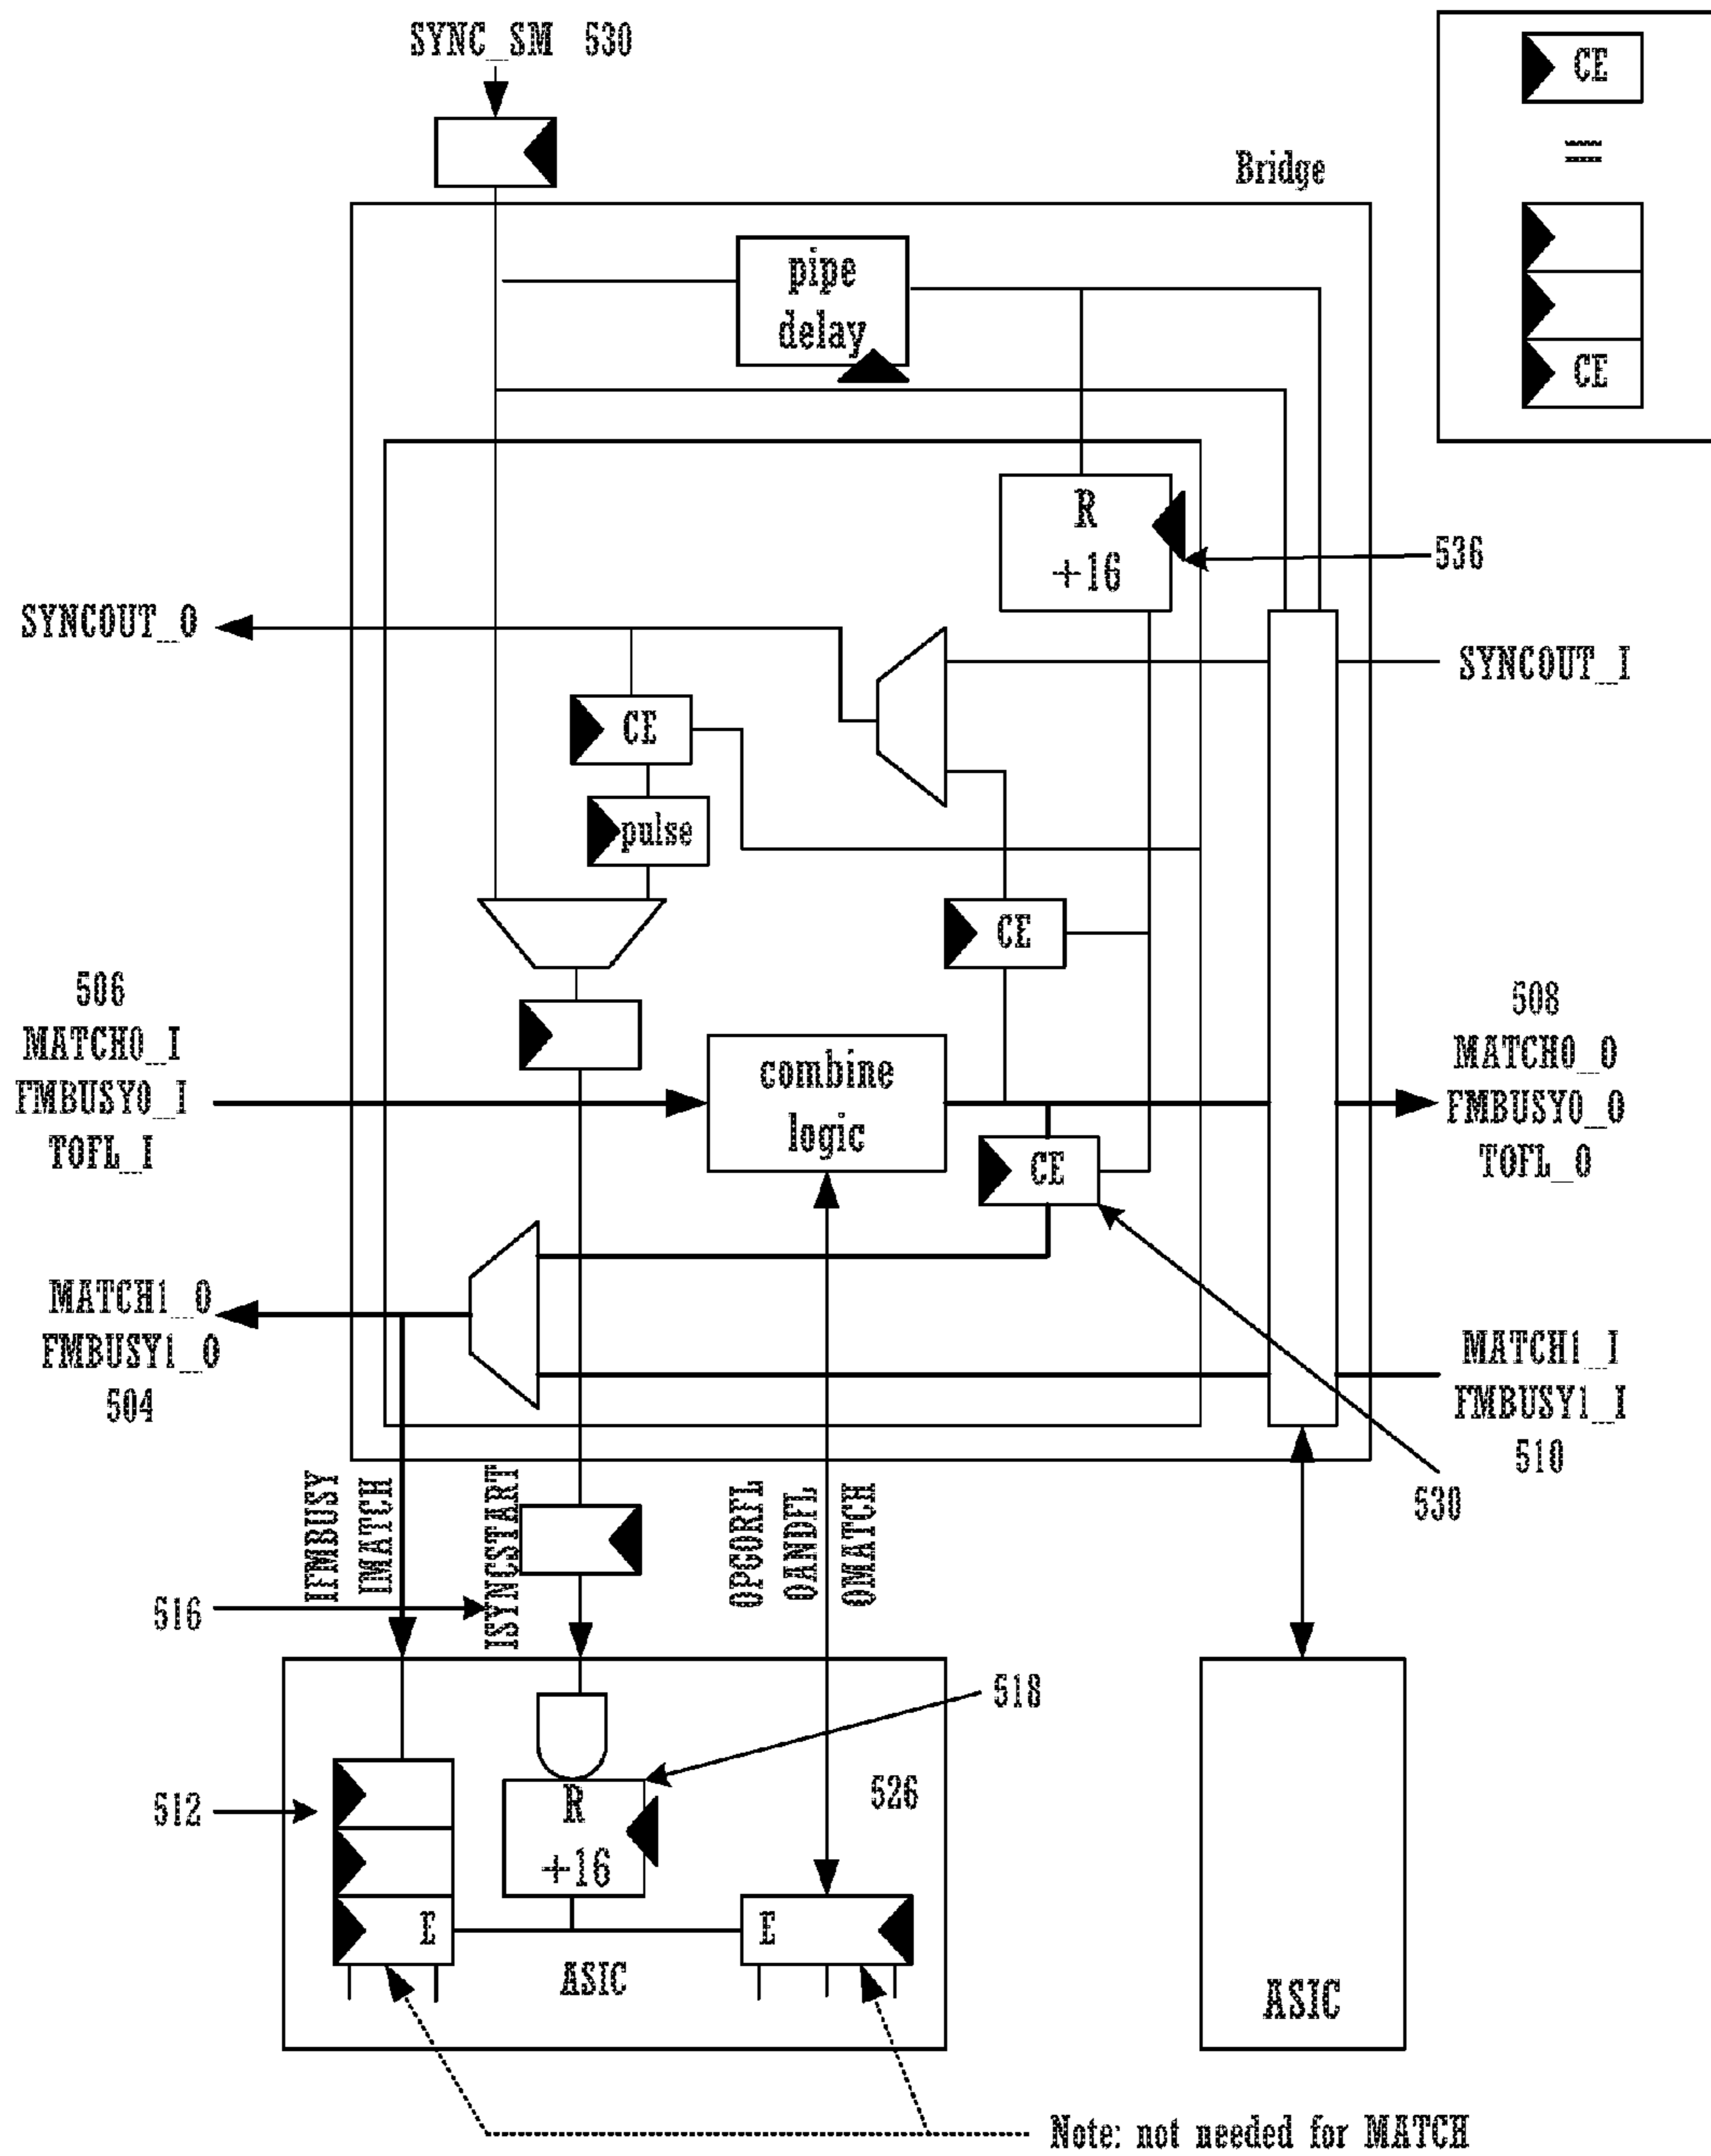 SYNC_SM 530
CE
=
CE
Bridge
pipe
delay
R
+16
536
SYNCOUT_O
SYNCOUT_I
CE
pulse
CE
506
MATCH0_I
FMBUSY0_I
TOFL_I
combine
logic
508
MATCH0_O
FMBUSY0_O
TOFL_O
CE
MATCH1_O
FMBUSY1_O
504
MATCH1_I
FMBUSY1_I
510
530
IFMBUSY
IMATCH
ISYNCSTART
OPCORFL
OANDFL
OMATCH
516
518
512
R
+16
526
E
E
ASIC
ASIC
Note: not needed for MATCH